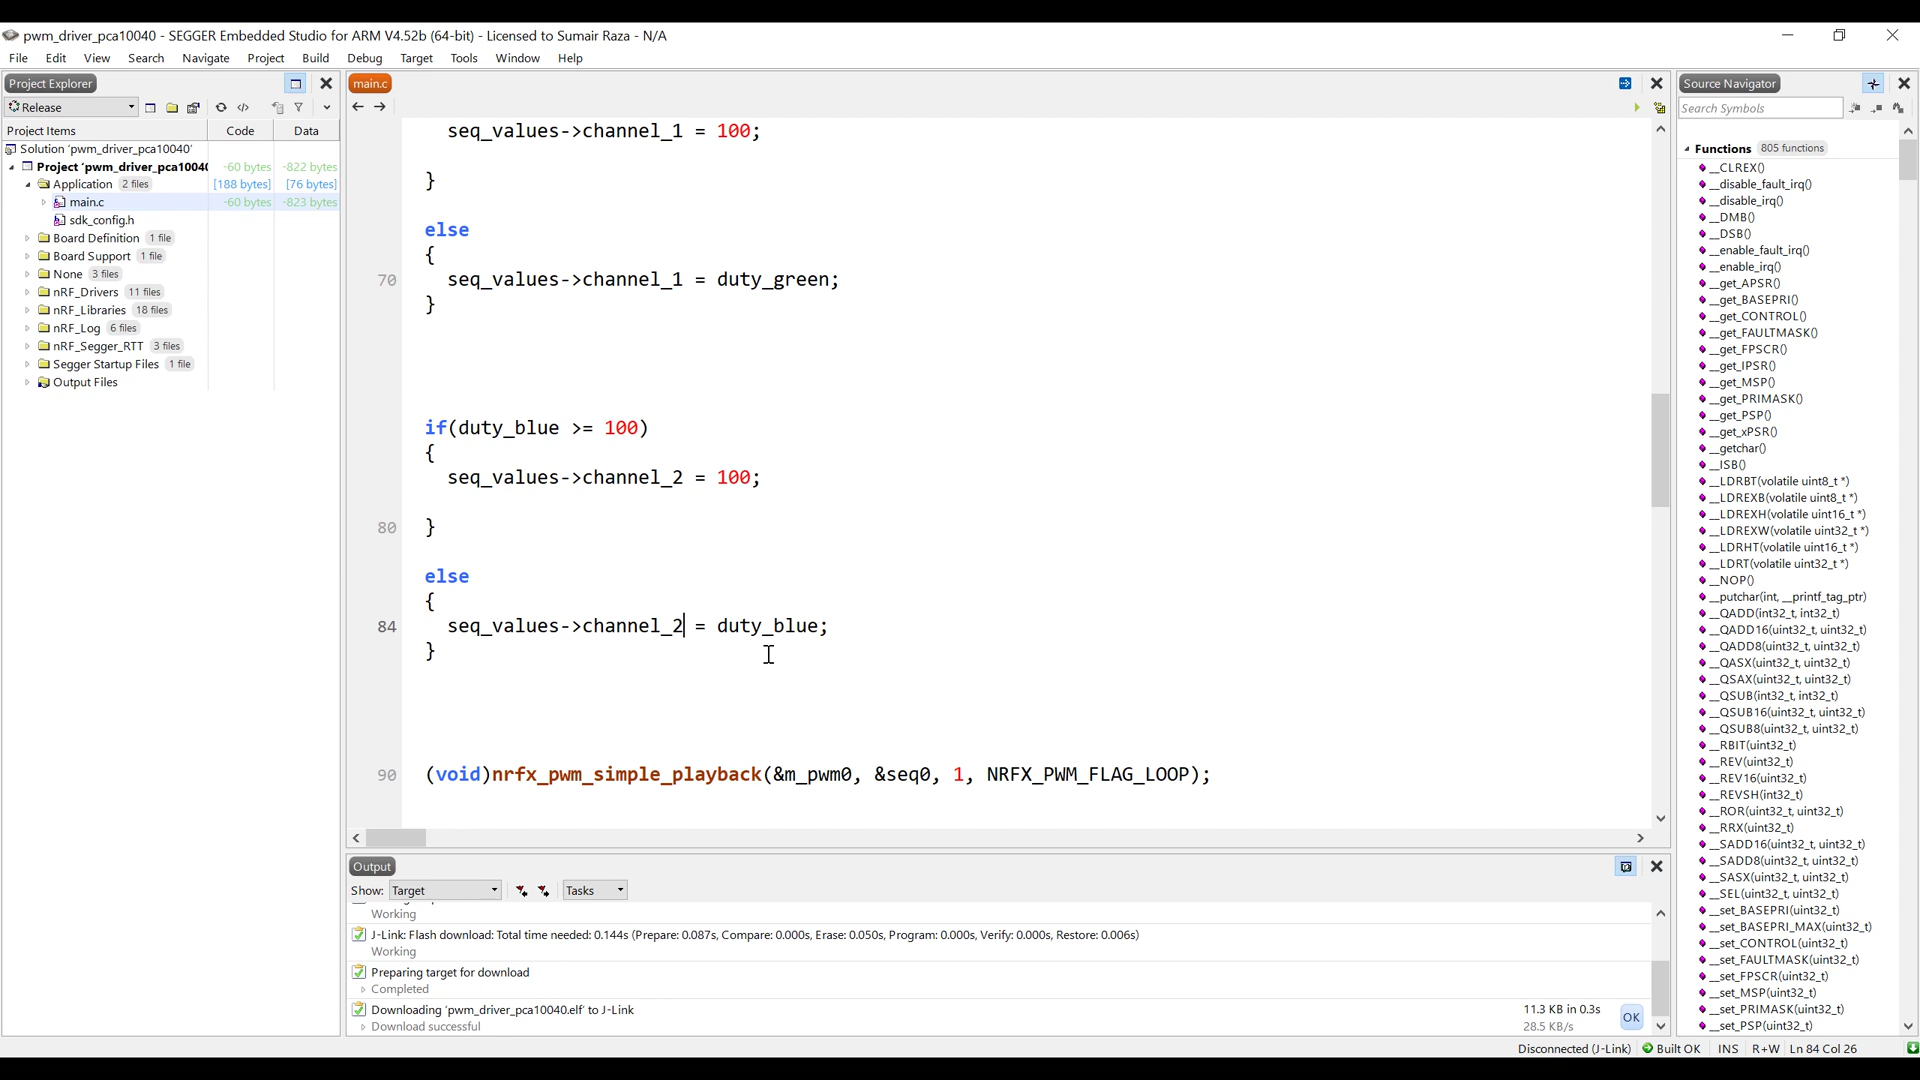 pwm_driver_pca10040 - SEGGER Embedded Studio for ARM V4.52b (64-bit) - Licensed to Sumair Raza - N/A
File Edit View Search Navigate Project Build Debug Target Tools Window Help
Project Explorer
Release
Project Items Code Data
Solution 'pwm_driver_pca10040'
Project 'pwm_driver_pca10040 -60 bytes -822 bytes
Application 2 files [188 bytes] [76 bytes]
main.c -60 bytes -823 bytes
sdk_config.h
Board Definition 1 file
Board Support 1 file
None 3 files
nRF_Drivers 11 files
nRF_Libraries 18 files
nRF_Log 6 files
nRF_Segger_RTT 3 files
Segger Startup Files 1 file
Output Files
main.c
seq_values->channel_1 = 100;
}
else
{
70 seq_values->channel_1 = duty_green;
}
if(duty_blue >= 100)
{
seq_values->channel_2 = 100;
80 }
else
{
84 seq_values->channel_2 = duty_blue;
}
90 (void)nrfx_pwm_simple_playback(&m_pwm0, &seq0, 1, NRFX_PWM_FLAG_LOOP);
Output
Show: Target Tasks
Working
J-Link: Flash download: Total time needed: 0.144s (Prepare: 0.087s, Compare: 0.000s, Erase: 0.050s, Program: 0.000s, Verify: 0.000s, Restore: 0.006s)
Working
Preparing target for download
Completed
Downloading 'pwm_driver_pca10040.elf' to J-Link 11.3 KB in 0.3s
Download successful 28.5 KB/s
OK
Source Navigator
Search Symbols
Functions 805 functions
__CLREX()
__disable_fault_irq()
__disable_irq()
__DMB()
__DSB()
__enable_fault_irq()
__enable_irq()
__get_APSR()
__get_BASEPRI()
__get_CONTROL()
__get_FAULTMASK()
__get_FPSCR()
__get_IPSR()
__get_MSP()
__get_PRIMASK()
__get_PSP()
__get_xPSR()
__getchar()
__ISB()
__LDRBT(volatile uint8_t *)
__LDREXB(volatile uint8_t *)
__LDREXH(volatile uint16_t *)
__LDREXW(volatile uint32_t *)
__LDRHT(volatile uint16_t *)
__LDRT(volatile uint32_t *)
__NOP()
__putchar(int, __printf_tag_ptr)
__QADD(int32_t, int32_t)
__QADD16(uint32_t, uint32_t)
__QADD8(uint32_t, uint32_t)
__QASX(uint32_t, uint32_t)
__QSAX(uint32_t, uint32_t)
__QSUB(int32_t, int32_t)
__QSUB16(uint32_t, uint32_t)
__QSUB8(uint32_t, uint32_t)
__RBIT(uint32_t)
__REV(uint32_t)
__REV16(uint32_t)
__REVSH(int32_t)
__ROR(uint32_t, uint32_t)
__RRX(uint32_t)
__SADD16(uint32_t, uint32_t)
__SADD8(uint32_t, uint32_t)
__SASX(uint32_t, uint32_t)
__SEL(uint32_t, uint32_t)
__set_BASEPRI(uint32_t)
__set_BASEPRI_MAX(uint32_t)
__set_CONTROL(uint32_t)
__set_FAULTMASK(uint32_t)
__set_FPSCR(uint32_t)
__set_MSP(uint32_t)
__set_PRIMASK(uint32_t)
__set_PSP(uint32_t)
Disconnected (J-Link) Built OK INS R+W Ln 84 Col 26